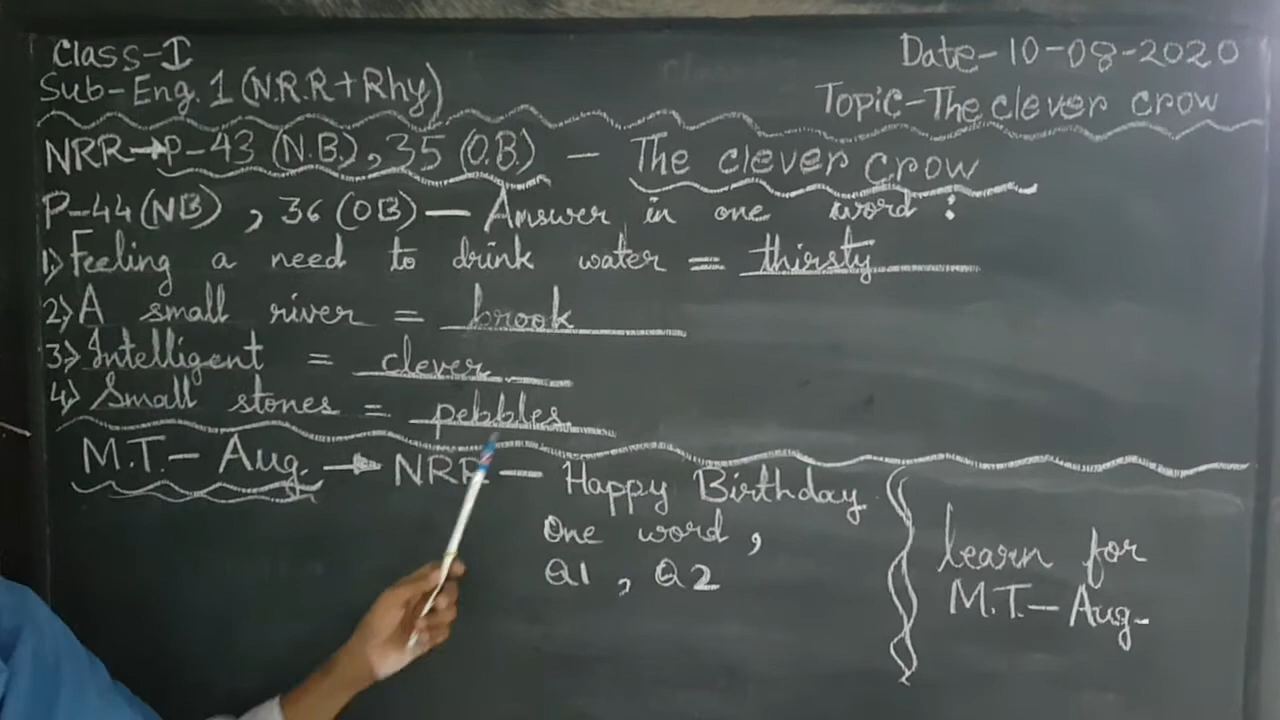 Class-I
Date-10-08-2020
Sub-Eng. 1 (N.R.R+Rhy)
Topic-The clever crow
NRR→P-43 (N.B.), 35 (O.B.) - The clever crow
P-44(NB), 36(OB)- Answer in one word:
1) Feeling a need to drink water = thirsty
2) A small river = brook
3) Intelligent = clever
4) Small stones = pebbles
M.T.- Aug. → NRR - Happy Birthday
One word,
Q1, Q2
learn for
M.T.- Aug-